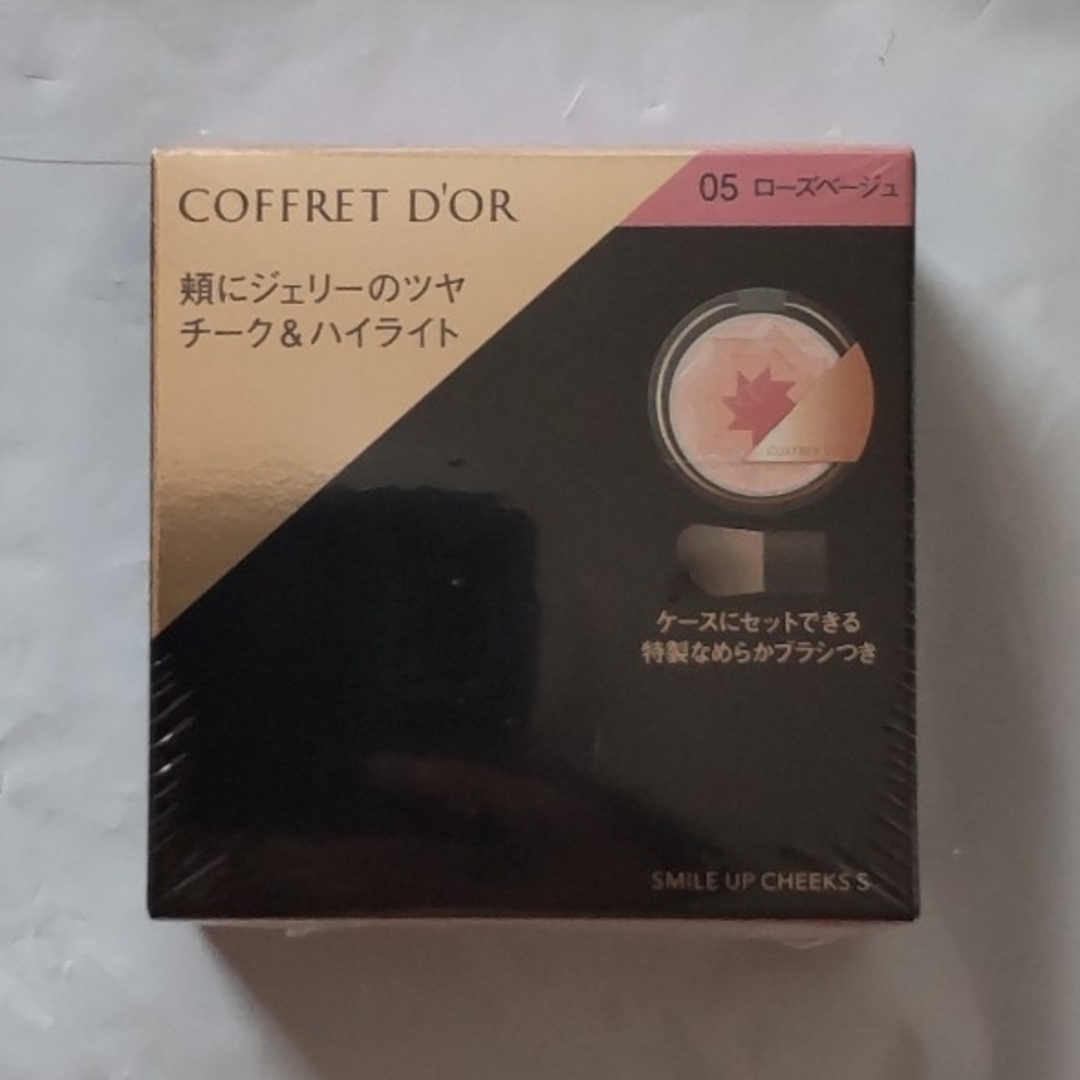 COFFRET D'OR
05 ローズベージュ
頬にジェリーのツヤ
チーク&ハイライト
COFFRET
ケースにセットできる
特製なめらかブラシつき
SMILE UP CHEEKS S